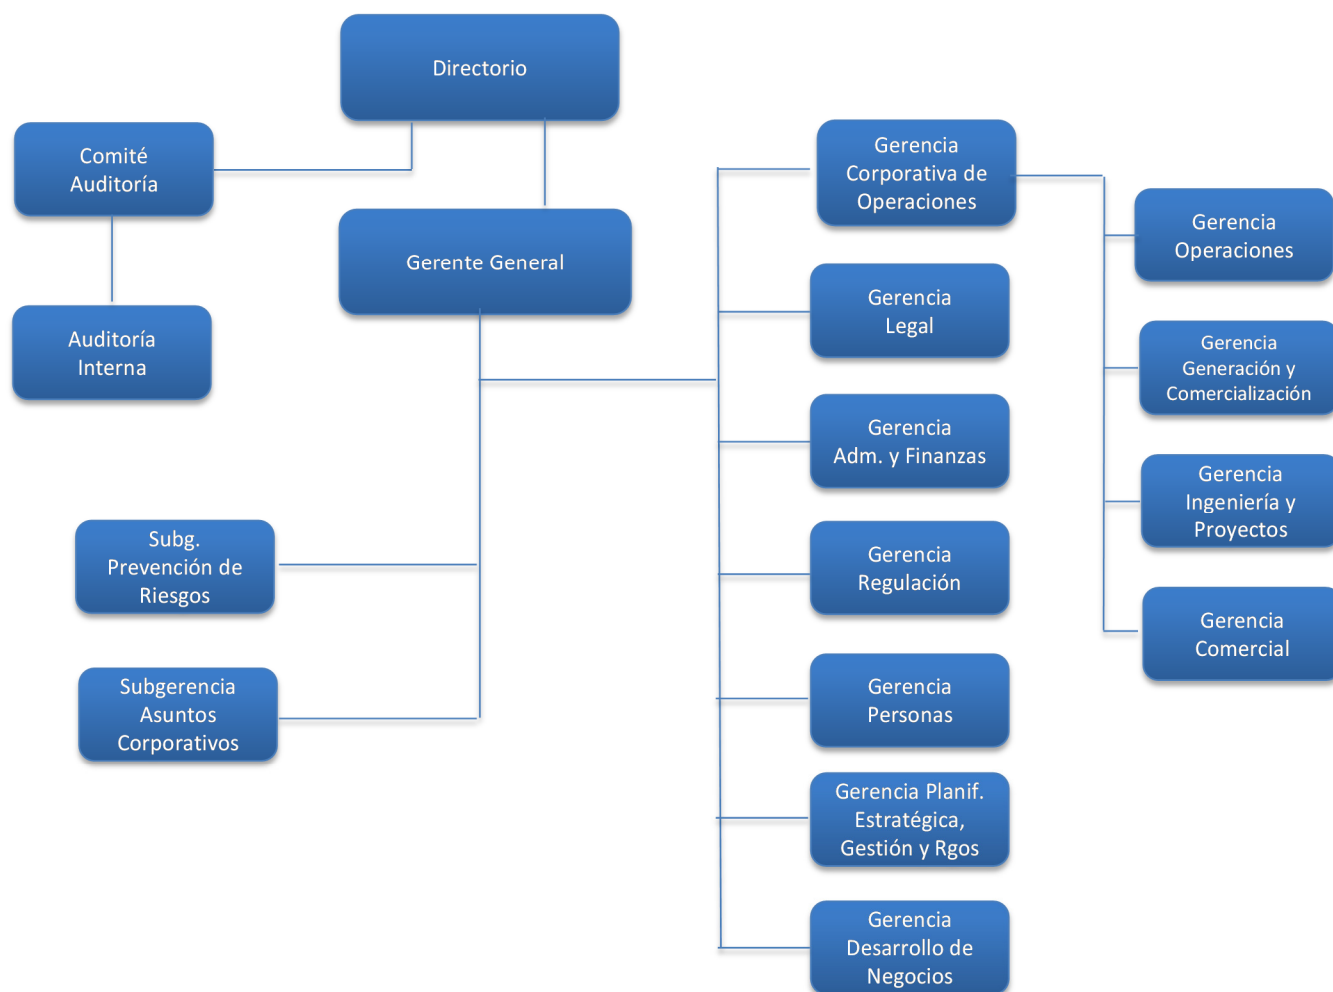 Directorio
Comité
Auditoría
Gerente General
Auditoría
Interna
Subg.
Prevención de
Riesgos
Subgerencia
Asuntos
Corporativos
Gerencia
Corporativa de
Operaciones
Gerencia
Legal
Gerencia
Adm. y Finanzas
Gerencia
Regulación
Gerencia
Personas
Gerencia Planif.
Estratégica,
Gestión y Rgos
Gerencia
Desarrollo de
Negocios
Gerencia
Operaciones
Gerencia
Generación y
Comercialización
Gerencia
Ingeniería y
Proyectos
Gerencia
Comercial